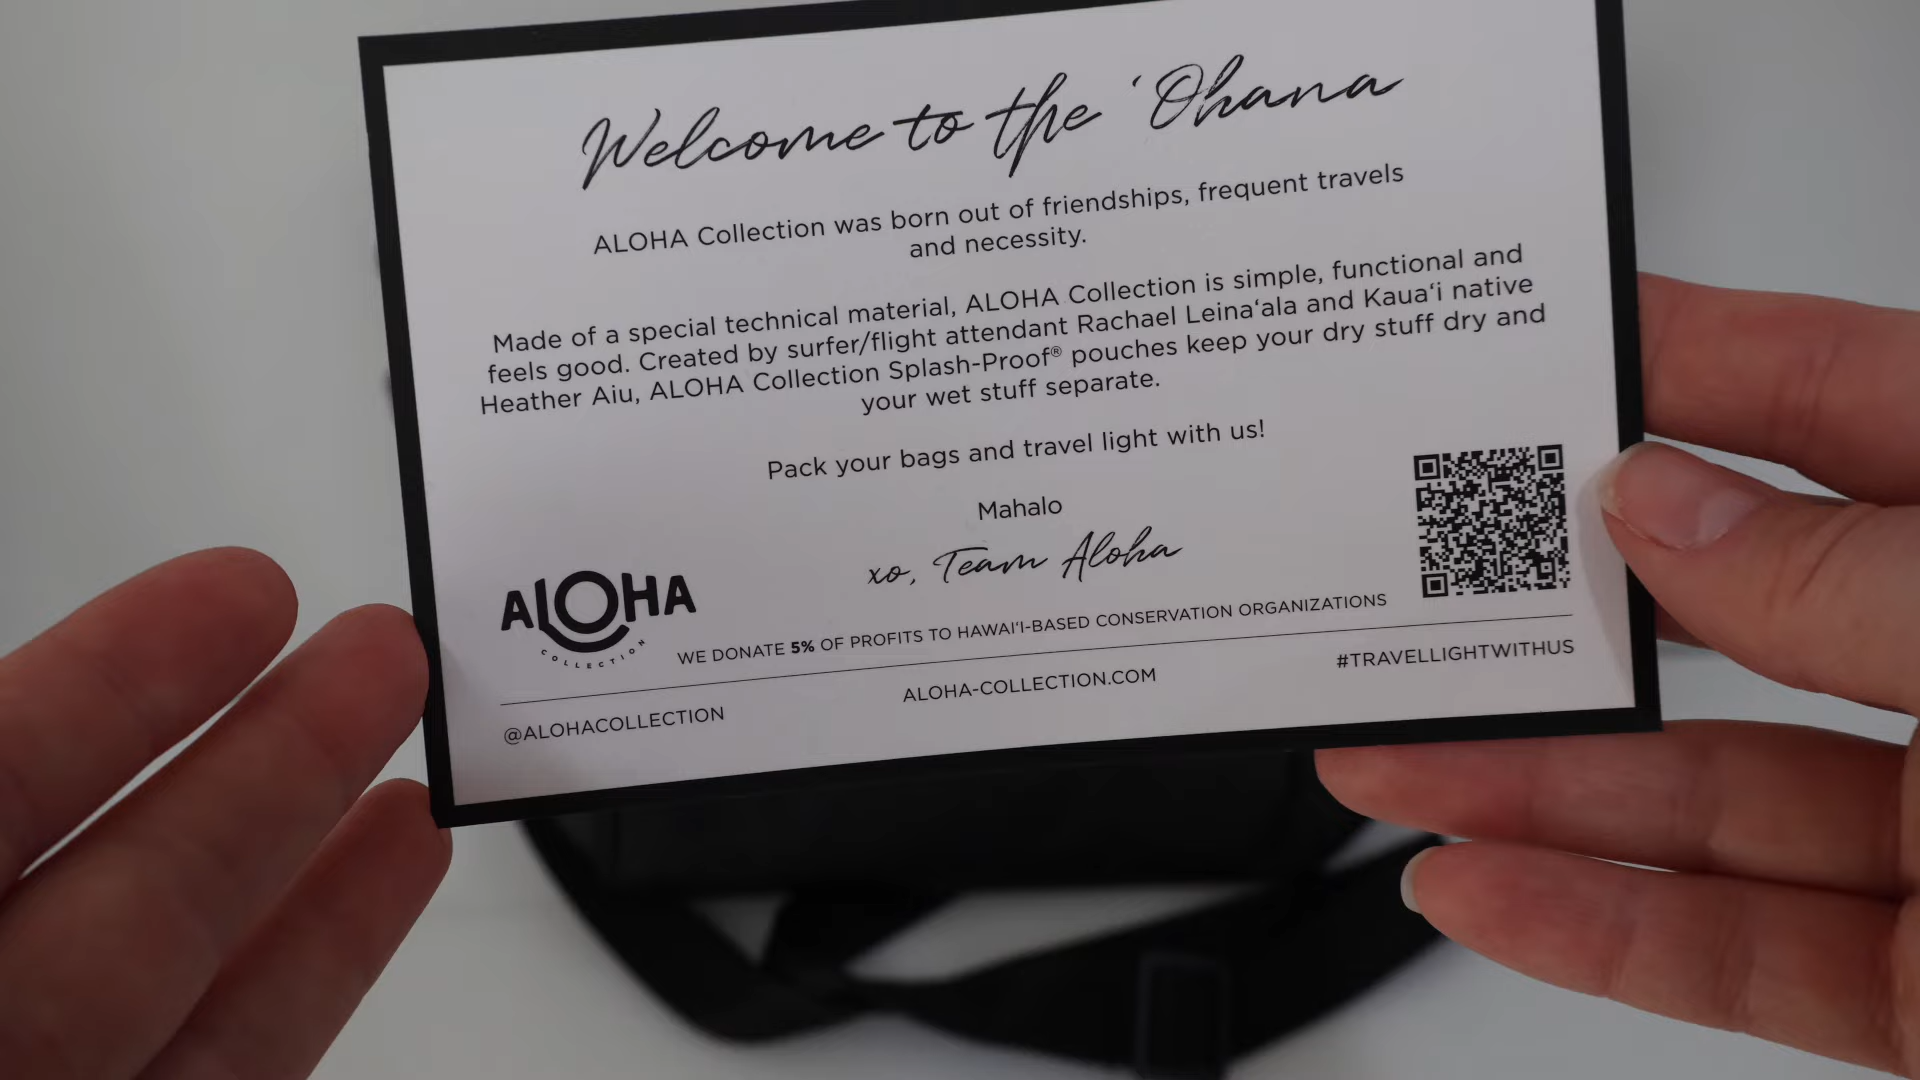 Welcome to the ʻOhana
ALOHA Collection was born out of friendships, frequent travels
and necessity.
Made of a special technical material, ALOHA Collection is simple, functional and
feels good. Created by surfer/flight attendant Rachael Leinaʻala and Kauaʻi native
Heather Aiu, ALOHA Collection Splash-Proof® pouches keep your dry stuff dry and
your wet stuff separate.
Pack your bags and travel light with us!
Mahalo
xo, Team Aloha
ALOHA
COLLECTION
WE DONATE 5% OF PROFITS TO HAWAIʻI-BASED CONSERVATION ORGANIZATIONS
@ALOHACOLLECTION
ALOHA-COLLECTION.COM
#TRAVELLIGHTWITHUS